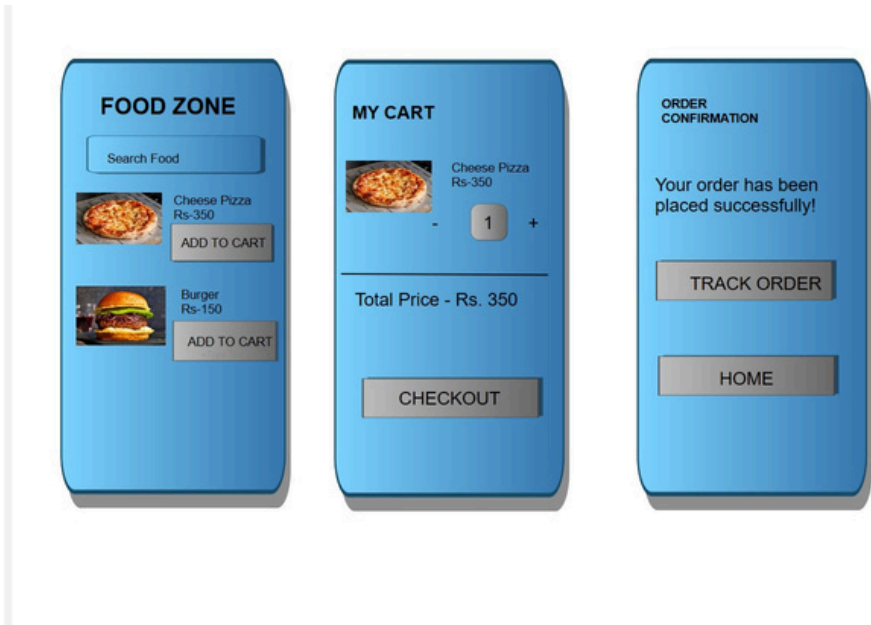 FOOD ZONE
Search Food
Cheese Pizza
Rs-350
ADD TO CART
Burger
Rs-150
ADD TO CART
MY CART
Cheese Pizza
Rs-350
- 1 +
Total Price - Rs. 350
CHECKOUT
ORDER
CONFIRMATION
Your order has been
placed successfully!
TRACK ORDER
HOME